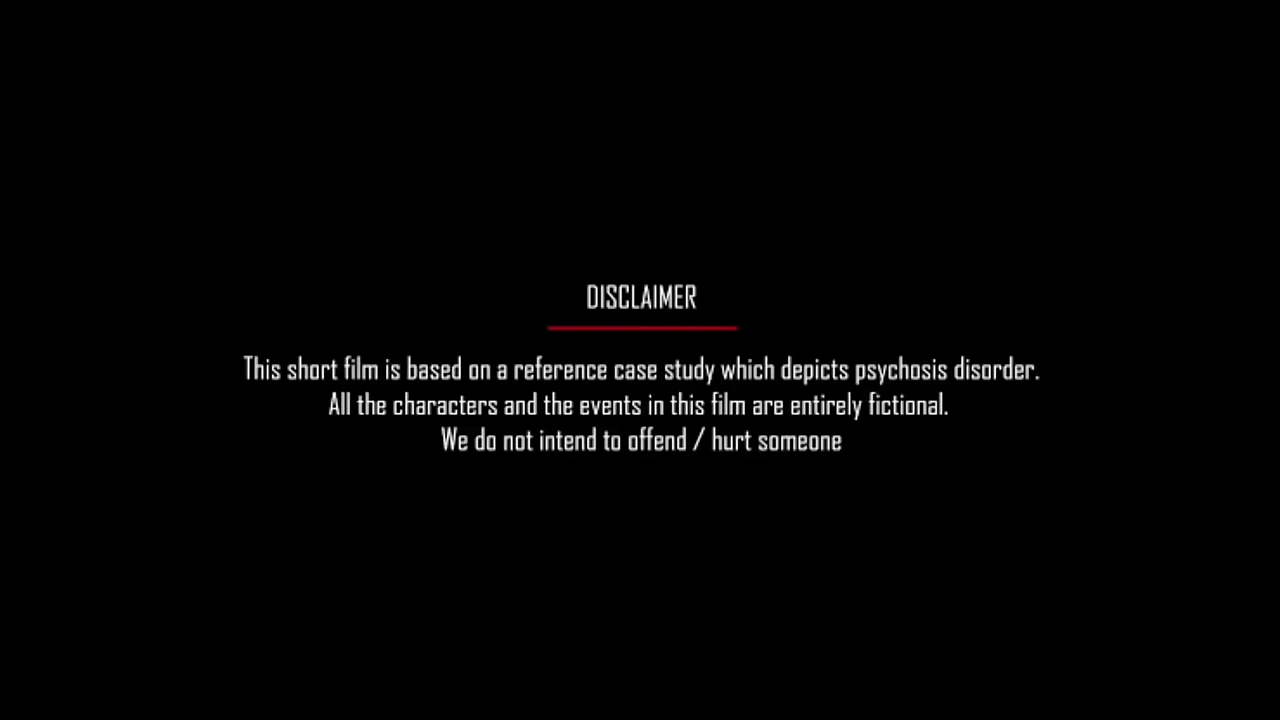 DISCLAIMER
This short film is based on a reference case study which depicts psychosis disorder.
All the characters and the events in this film are entirely fictional.
We do not intend to offend / hurt someone